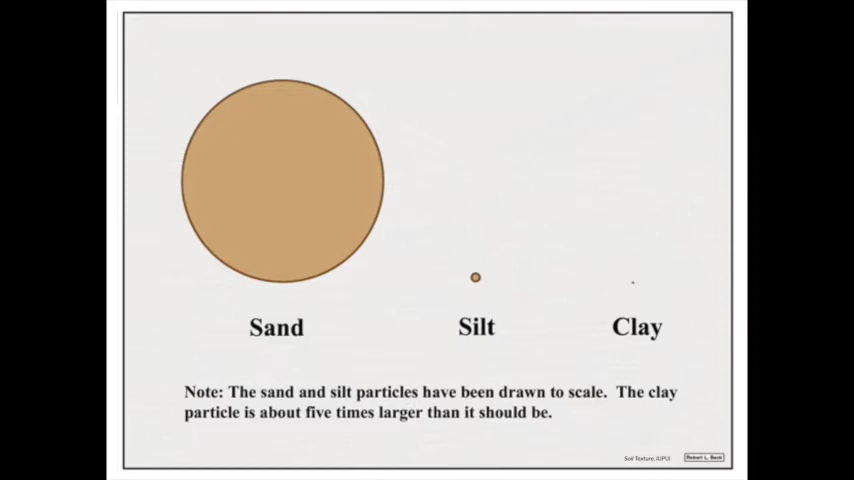 Sand Silt Clay
Note: The sand and silt particles have been drawn to scale.  The clay
particle is about five times larger than it should be.
Soil Texture, IUPUI
Robert L. Beck